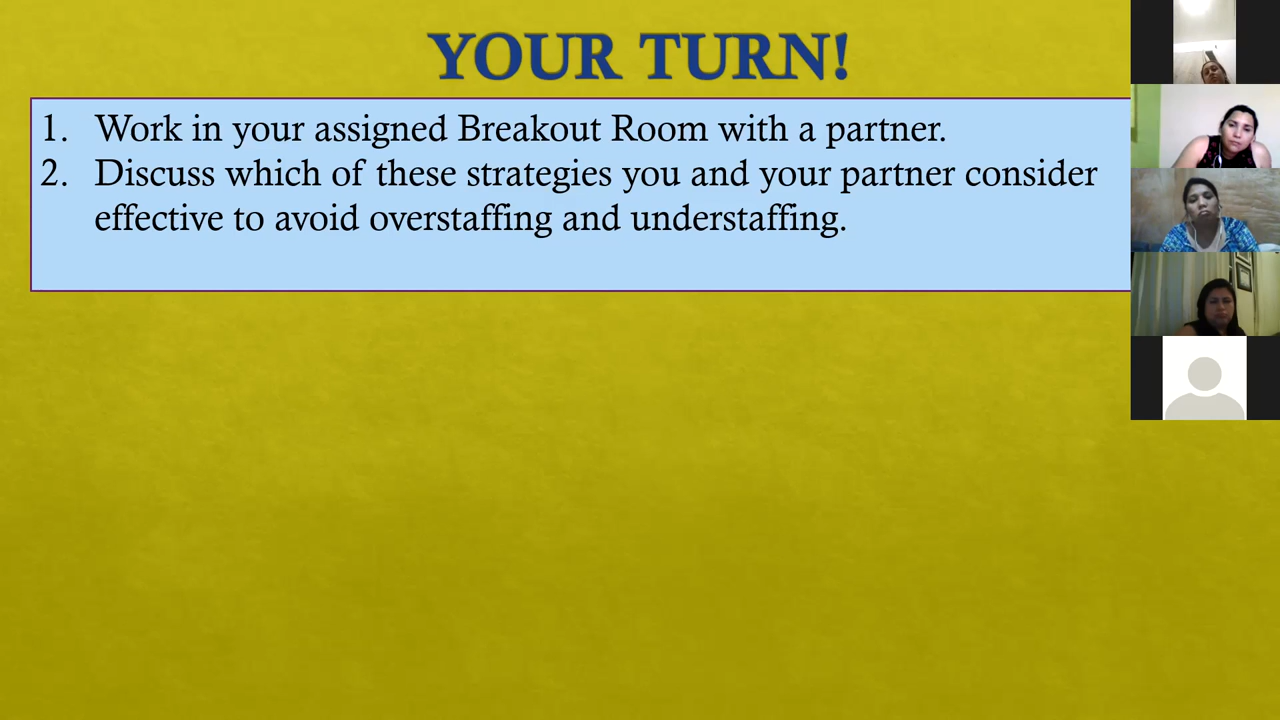 YOUR TURN!
1. Work in your assigned Breakout Room with a partner.
2. Discuss which of these strategies you and your partner consider
effective to avoid overstaffing and understaffing.